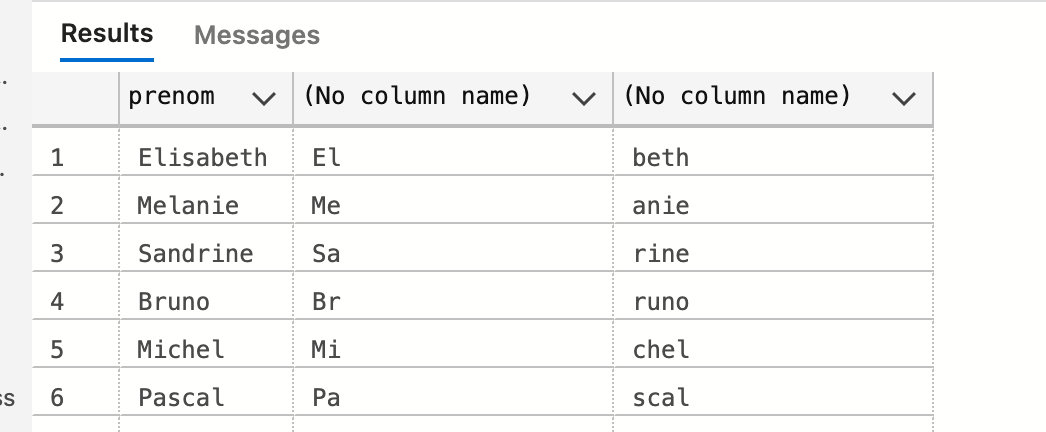 Results Messages
prenom (No column name) (No column name)
1 Elisabeth El beth
2 Melanie Me anie
3 Sandrine Sa rine
4 Bruno Br runo
5 Michel Mi chel
ss 6 Pascal Pa scal